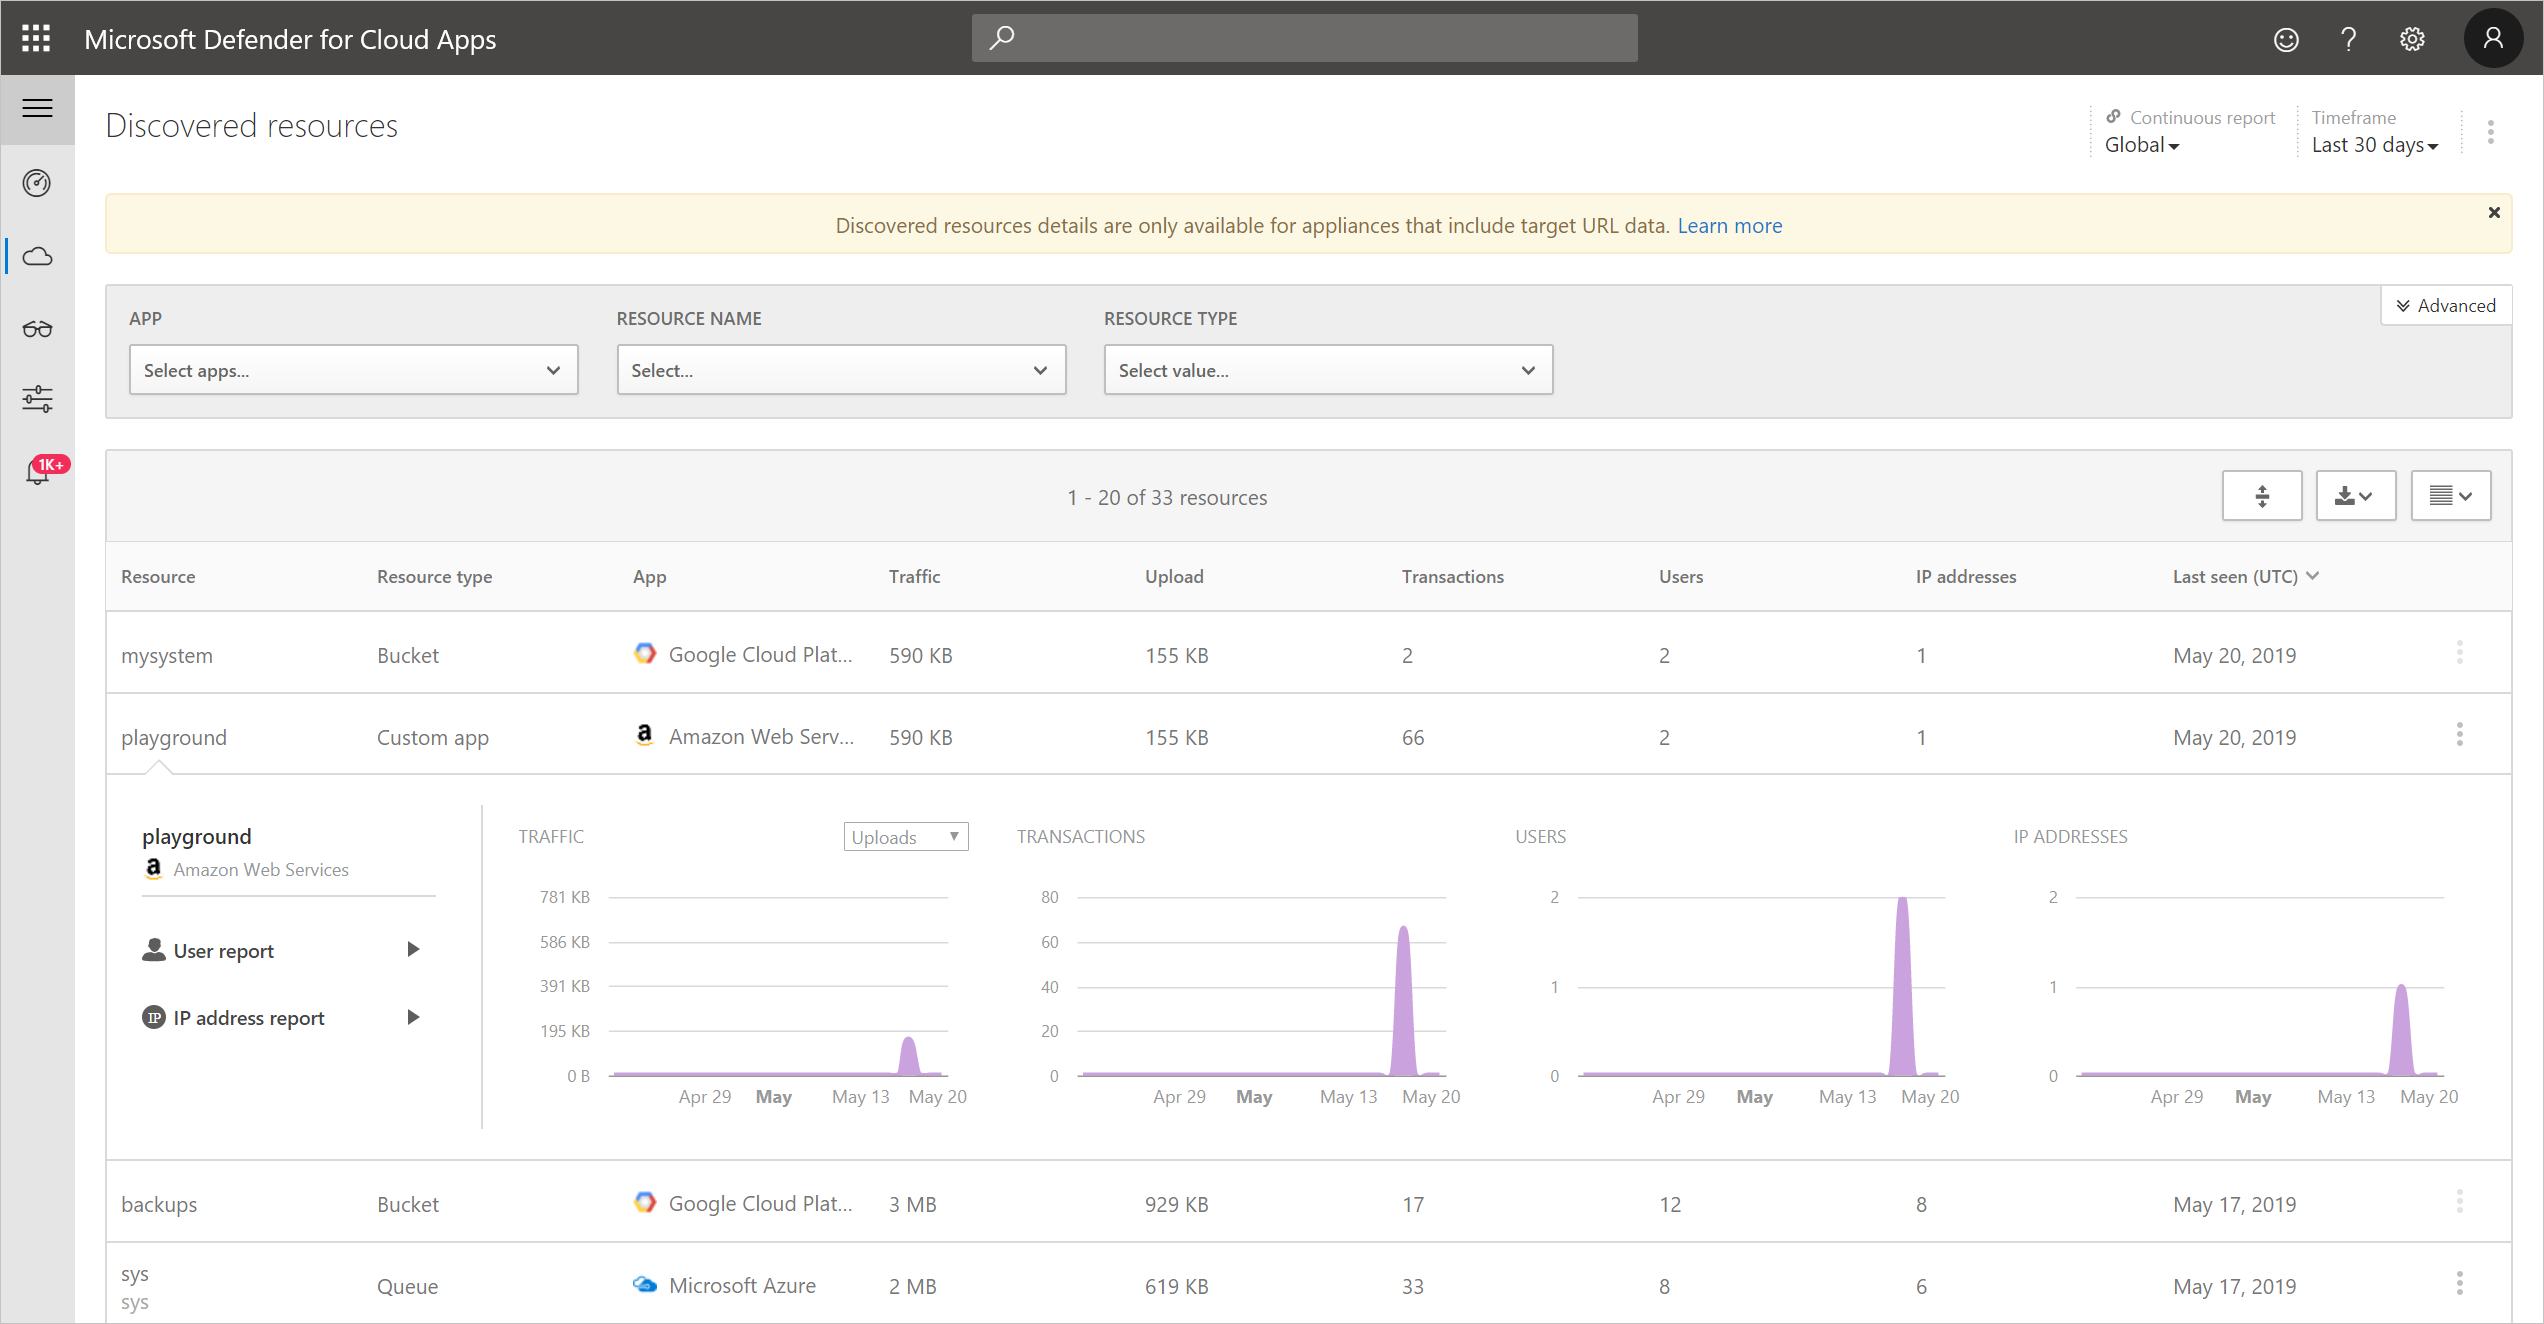 Microsoft Defender for Cloud Apps
Discovered resources
Continuous report
Global
Timeframe
Last 30 days
Discovered resources details are only available for appliances that include target URL data. Learn more
Advanced
APP
RESOURCE NAME
RESOURCE TYPE
Select apps...
Select...
Select value...
1K+
1 - 20 of 33 resources
Resource Resource type App Traffic Upload Transactions Users IP addresses Last seen (UTC)
mysystem Bucket Google Cloud Plat... 590 KB 155 KB 2 2 1 May 20, 2019
playground Custom app Amazon Web Serv... 590 KB 155 KB 66 2 1 May 20, 2019
playground
Amazon Web Services
User report
IP address report
TRAFFIC
Uploads
781 KB
586 KB
391 KB
195 KB
0 B
Apr 29 May May 13 May 20
TRANSACTIONS
80
60
40
20
0
Apr 29 May May 13 May 20
USERS
2
1
0
Apr 29 May May 13 May 20
IP ADDRESSES
2
1
0
Apr 29 May May 13 May 20
backups Bucket Google Cloud Plat... 3 MB 929 KB 17 12 8 May 17, 2019
sys Queue Microsoft Azure 2 MB 619 KB 33 8 6 May 17, 2019
sys